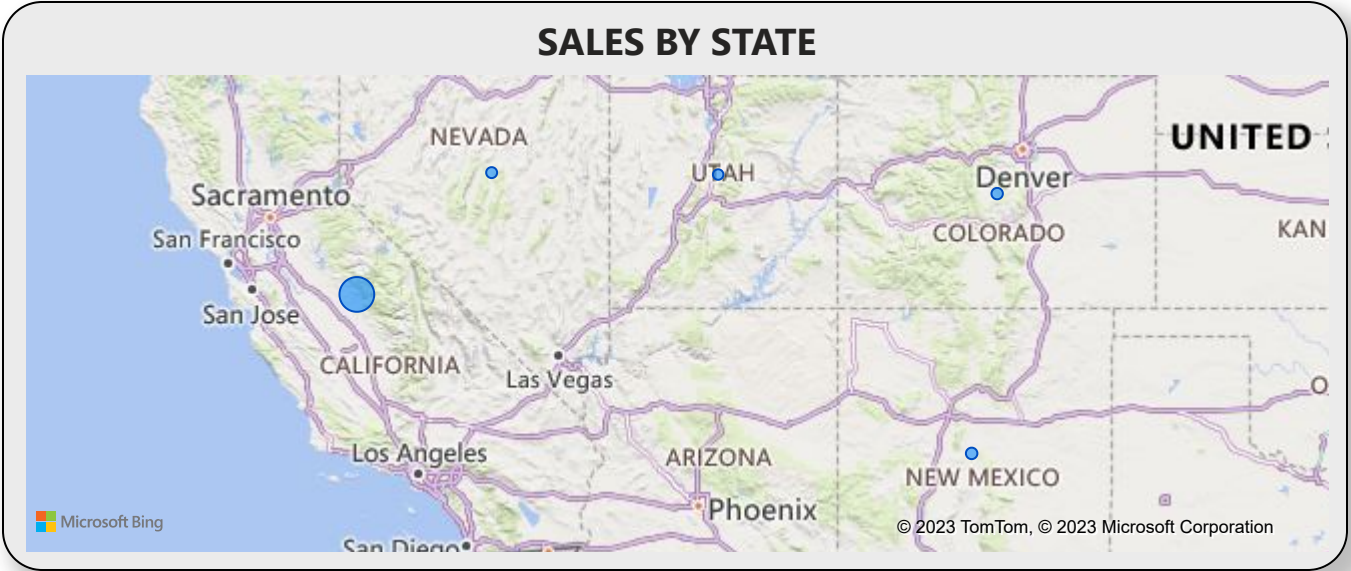 SALES BY STATE
NEVADA
UNITED
UTAH
Denver
Sacramento
San Francisco
COLORADO
KAN
San Jose
CALIFORNIA
Las Vegas
O
Los Angeles
ARIZONA
NEW MEXICO
Phoenix
Microsoft Bing
© 2023 TomTom, © 2023 Microsoft Corporation
San Diego